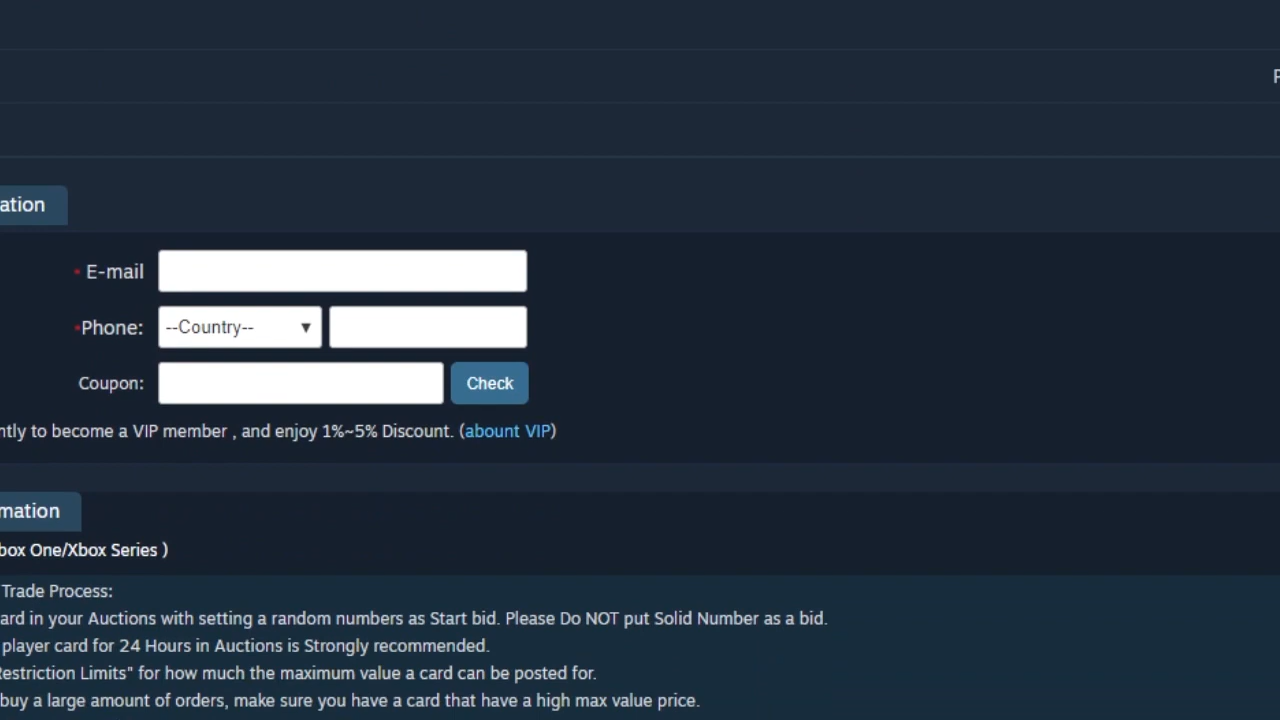 ation
E-mail
Phone:
--Country--
Coupon:
Check
ntly to become a VIP member , and enjoy 1%~5% Discount. (abount VIP)
mation
box One/Xbox Series )
Trade Process:
ard in your Auctions with setting a random numbers as Start bid. Please Do NOT put Solid Number as a bid.
player card for 24 Hours in Auctions is Strongly recommended.
Restriction Limits" for how much the maximum value a card can be posted for.
buy a large amount of orders, make sure you have a card that have a high max value price.